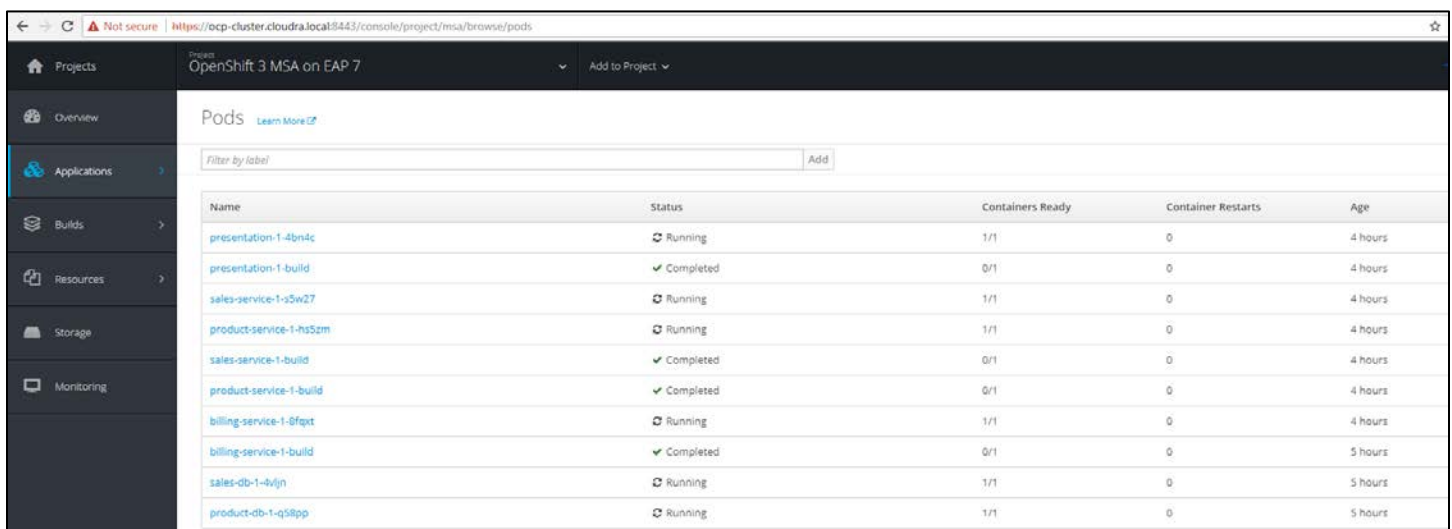 Not secure https://ocp-cluster.cloudra.local:8443/console/project/msa/browse/pods
Projects
Project
OpenShift 3 MSA on EAP 7
Add to Project
Overview
Pods Learn More
Filter by label Add
Applications
Name Status Containers Ready Container Restarts Age
Builds
presentation-1-4bn4c Running 1/1 0 4 hours
presentation-1-build Completed 0/1 0 4 hours
Resources
sales-service-1-s5w27 Running 1/1 0 4 hours
product-service-1-hs5zm Running 1/1 0 4 hours
Storage
sales-service-1-build Completed 0/1 0 4 hours
Monitoring
product-service-1-build Completed 0/1 0 4 hours
billing-service-1-8fqxt Running 1/1 0 4 hours
billing-service-1-build Completed 0/1 0 5 hours
sales-db-1-4vljn Running 1/1 0 5 hours
product-db-1-q58pp Running 1/1 0 5 hours